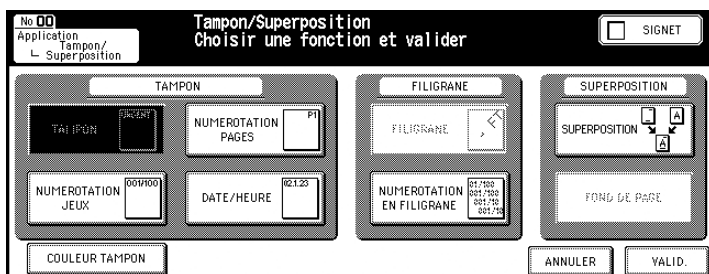 No 00
Application
Tampon/
Superposition
Tampon/Superposition
Choisir une fonction et valider
SIGNET
TAMPON
FILIGRANE
SUPERPOSITION
TAMPON
URGENT
NUMEROTATION
PAGES
P1
FILIGRANE
SUPERPOSITION
A
A
NUMEROTATION
JEUX
001/100
DATE/HEURE
02.1.23
NUMEROTATION
EN FILIGRANE
01/100
001/100
001/10
001/10
FOND DE PAGE
COULEUR TAMPON
ANNULER
VALID.